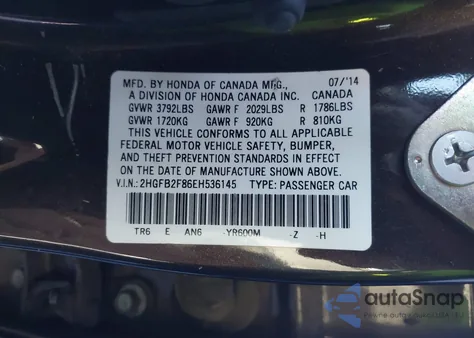 MFD. BY HONDA OF CANADA MFG., 07/'14
A DIVISION OF HONDA CANADA INC. CANADA
GVWR 3792LBS GAWR F 2029LBS R 1786LBS
GVWR 1720KG GAWR F 920KG R 810KG
THIS VEHICLE CONFORMS TO ALL APPLICABLE
FEDERAL MOTOR VEHICLE SAFETY, BUMPER,
AND THEFT PREVENTION STANDARDS IN EFFECT
ON THE DATE OF MANUFACTURE SHOWN ABOVE.
V.I.N.: 2HGFB2F86EH536145 TYPE: PASSENGER CAR
TR6 E AN6 -YR600M -Z -H
autoSnap